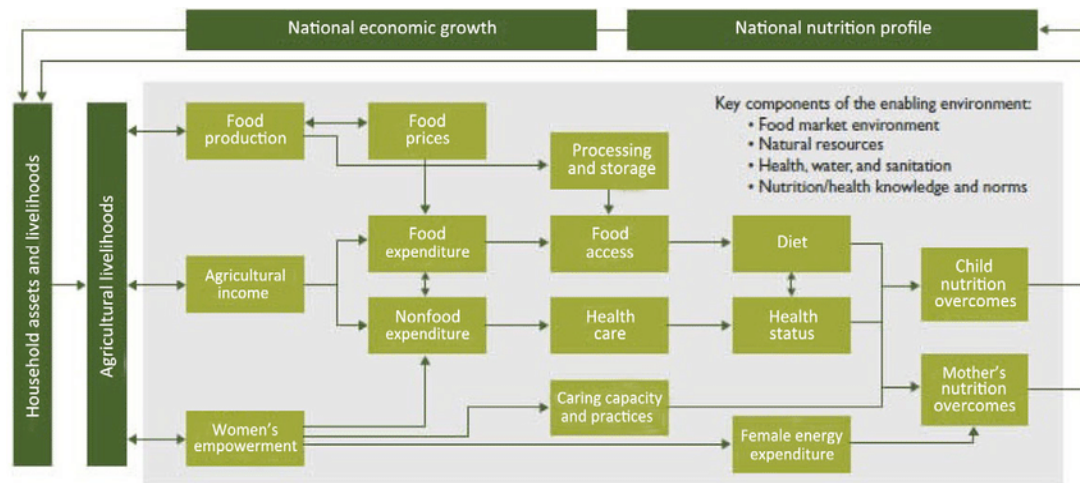 National economic growth
National nutrition profile
Household assets and livelihoods
Agricultural livelihoods
Key components of the enabling environment:
• Food market environment
• Natural resources
• Health, water, and sanitation
• Nutrition/health knowledge and norms
Food
production
Food
prices
Processing
and storage
Food
expenditure
Food
access
Diet
Agricultural
income
Child
nutrition
overcomes
Nonfood
expenditure
Health
care
Health
status
Mother's
nutrition
overcomes
Caring capacity
and practices
Women's
empowerment
Female energy
expenditure